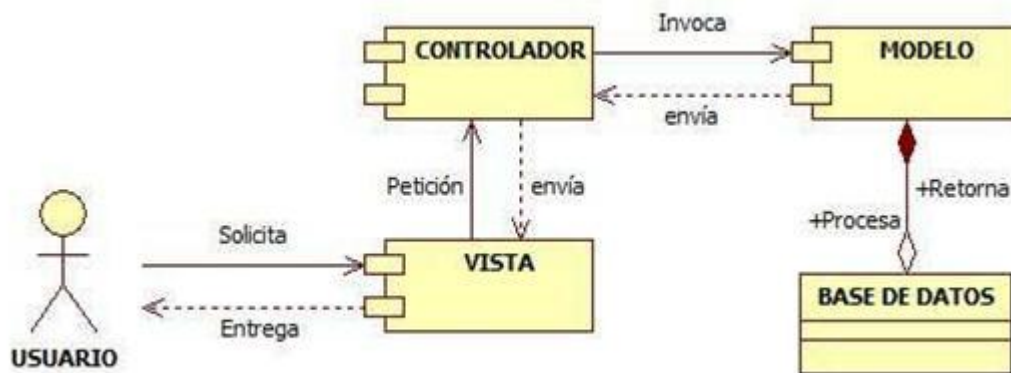 Invoca
CONTROLADOR
MODELO
envía
Petición
envía
+Retorna
+Procesa
Solicita
VISTA
BASE DE DATOS
Entrega
USUARIO